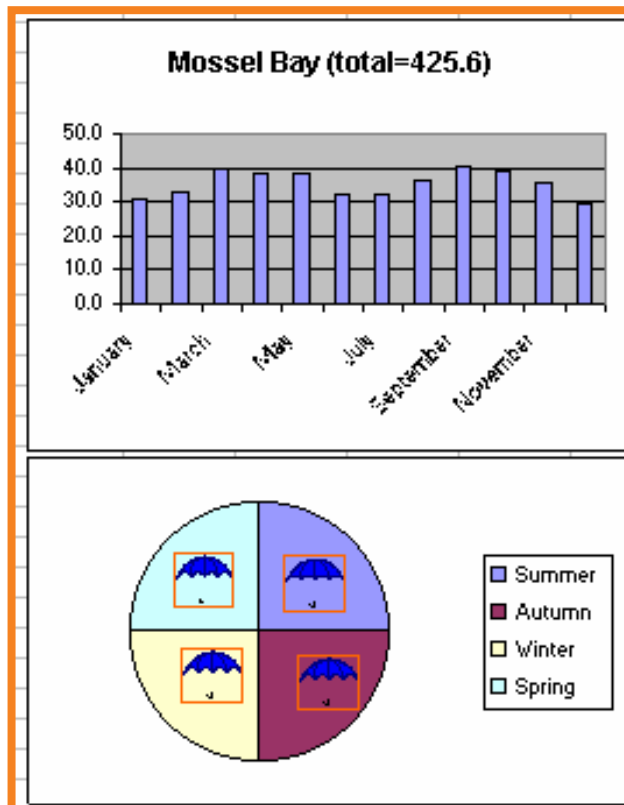 Mossel Bay (total=425.6)
50.0
40.0
30.0
20.0
10.0
0.0
January
March
May
July
September
November
Summer
Autumn
Winter
Spring